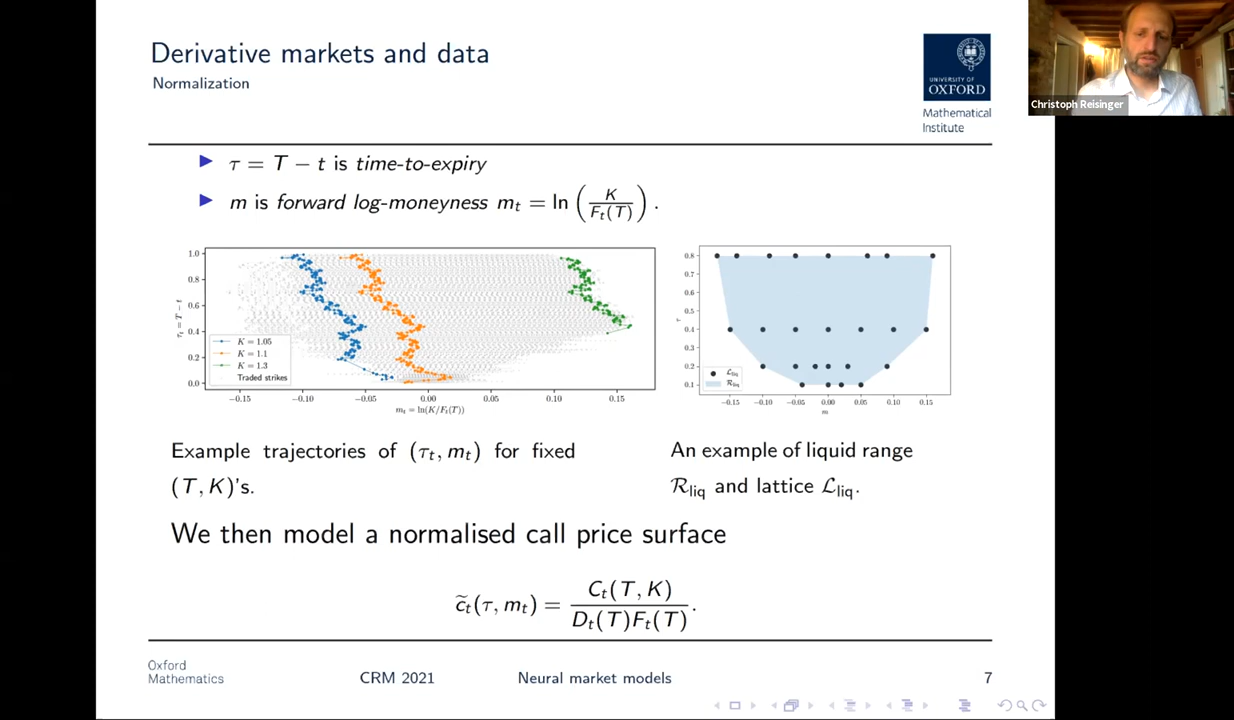 Derivative markets and data
Normalization
UNIVERSITY OF
OXFORD
Mathematical
Institute
Christoph Reisinger
▶ τ = T − t is time-to-expiry
▶ m is forward log-moneyness m_t = ln(K/F_t(T)).
1.0
0.8
0.6
0.4
0.2
0.0
τ_t = T − t
K = 1.05
K = 1.1
K = 1.3
Traded strikes
−0.15 −0.10 −0.05 0.00 0.05 0.10 0.15
m_t = ln(K/F_t(T))
0.8
0.7
0.6
0.5
0.4
0.3
0.2
0.1
τ
ℒ_liq
ℛ_liq
−0.15 −0.10 −0.05 0.00 0.05 0.10 0.15
m
Example trajectories of (τ_t, m_t) for fixed
(T, K)'s.
An example of liquid range
ℛ_liq and lattice ℒ_liq.
We then model a normalised call price surface
c̃_t(τ, m_t) = C_t(T, K) / D_t(T)F_t(T).
Oxford
Mathematics
CRM 2021
Neural market models
7